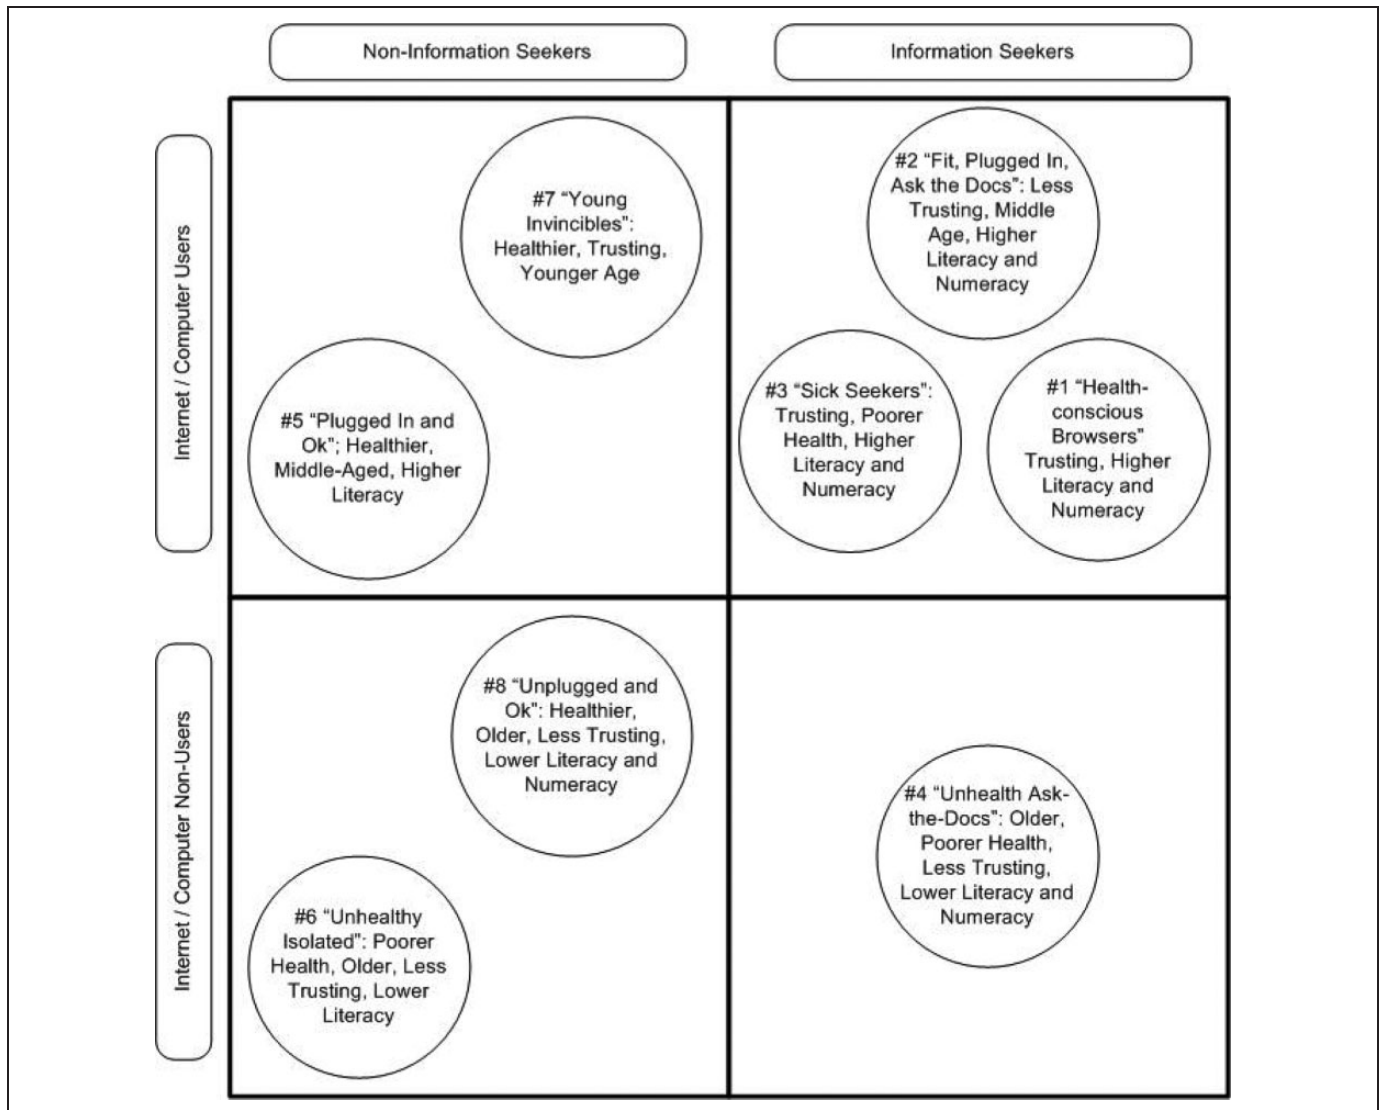 Non-Information Seekers
Information Seekers
Internet / Computer Users
#7 “Young
Invincibles”:
Healthier, Trusting,
Younger Age
#5 “Plugged In and
Ok”; Healthier,
Middle-Aged, Higher
Literacy
#2 “Fit, Plugged In,
Ask the Docs”: Less
Trusting, Middle
Age, Higher
Literacy and
Numeracy
#3 “Sick Seekers”:
Trusting, Poorer
Health, Higher
Literacy and
Numeracy
#1 “Health-
conscious
Browsers”
Trusting, Higher
Literacy and
Numeracy
Internet / Computer Non-Users
#8 “Unplugged and
Ok”: Healthier,
Older, Less Trusting,
Lower Literacy and
Numeracy
#6 “Unhealthy
Isolated”: Poorer
Health, Older, Less
Trusting, Lower
Literacy
#4 “Unhealth Ask-
the-Docs”: Older,
Poorer Health,
Less Trusting,
Lower Literacy and
Numeracy